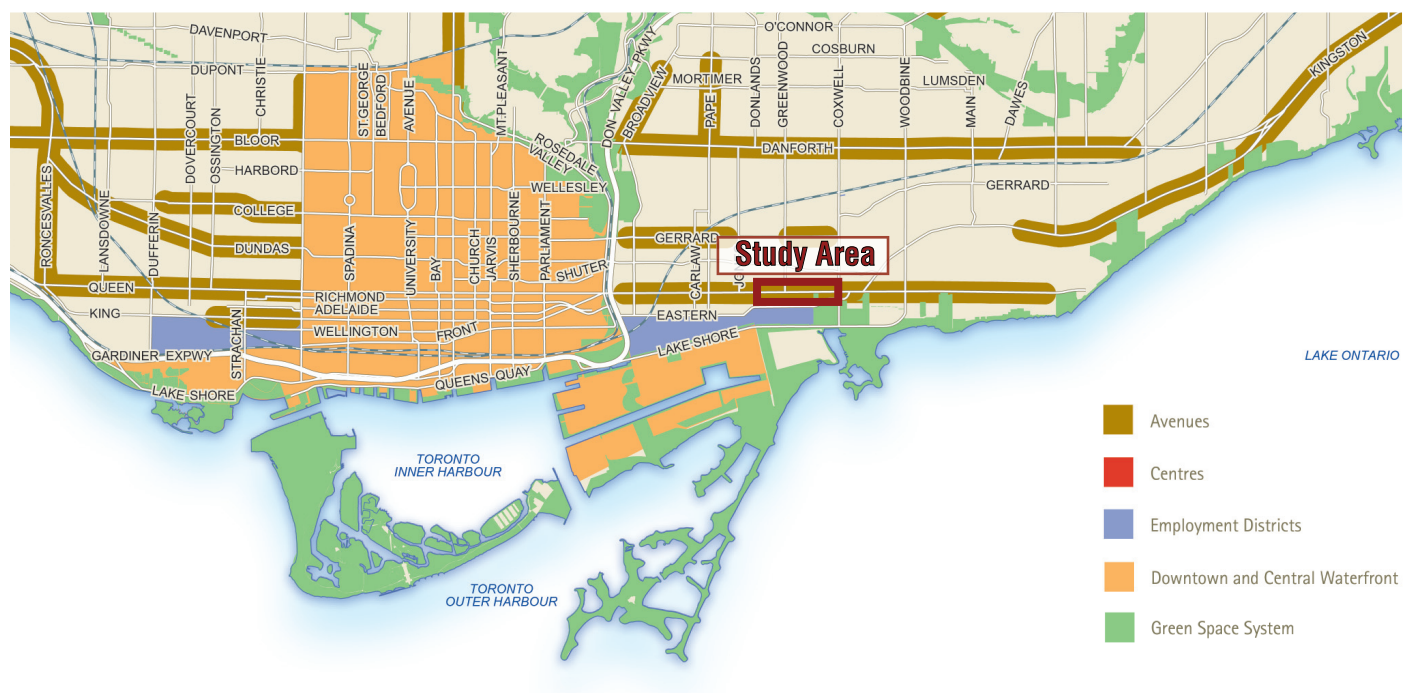 DAVENPORT
DUPONT
CHRISTIE
ST.GEORGE
BEDFORD
AVENUE
MT.PLEASANT
DON VALLEY PKWY
BROADVIEW
O'CONNOR
COSBURN
MORTIMER
LUMSDEN
PAPE
DONLANDS
GREENWOOD
COXWELL
WOODBINE
MAIN
DAWES
KINGSTON
DOVERCOURT
OSSINGTON
BLOOR
HARBORD
ROSEDALE
VALLEY
WELLESLEY
DANFORTH
GERRARD
RONCESVALLES
LANSDOWNE
DUFFERIN
COLLEGE
DUNDAS
SPADINA
UNIVERSITY
BAY
CHURCH
JARVIS
SHERBOURNE
PARLIAMENT
SHUTER
GERRARD
CARLAW
Study Area
QUEEN
KING
RICHMOND
ADELAIDE
WELLINGTON
FRONT
STRACHAN
EASTERN
LAKE SHORE
GARDINER EXPWY
LAKE SHORE
QUEENS QUAY
LAKE ONTARIO
TORONTO
INNER HARBOUR
TORONTO
OUTER HARBOUR
Avenues
Centres
Employment Districts
Downtown and Central Waterfront
Green Space System